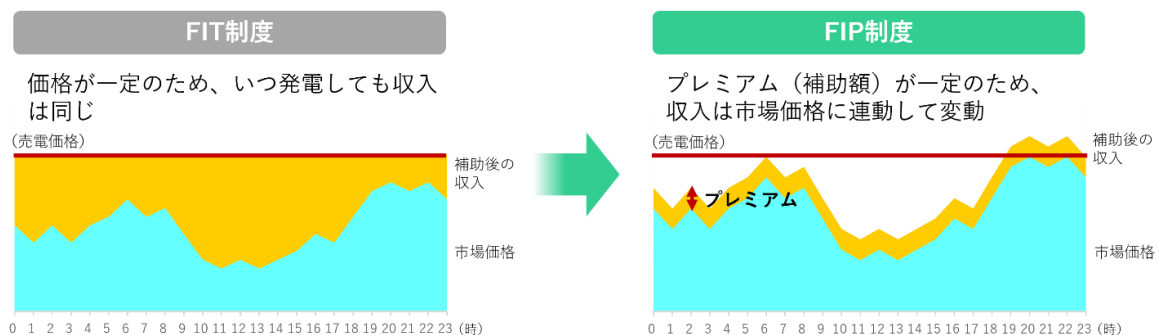 FIT制度
価格が一定のため、いつ発電しても収入
は同じ
（売電価格）
補助後の
収入
市場価格
0 1 2 3 4 5 6 7 8 9 10 11 12 13 14 15 16 17 18 19 20 21 22 23 （時）
FIP制度
プレミアム（補助額）が一定のため、
収入は市場価格に連動して変動
（売電価格）
補助後の
収入
プレミアム
市場価格
0 1 2 3 4 5 6 7 8 9 10 11 12 13 14 15 16 17 18 19 20 21 22 23 （時）